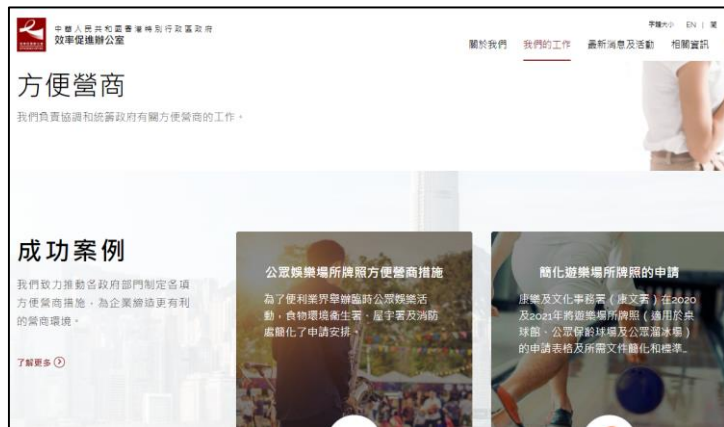 中華人民共和國香港特別行政區政府
效率促進辦公室
字體大小 EN | 简
關於我們 我們的工作 最新消息及活動 相關資訊
方便營商
我們負責協調和統籌政府有關方便營商的工作。
成功案例
我們致力推動各政府部門制定各項
方便營商措施，為企業締造更有利
的營商環境。
了解更多
公眾娛樂場所牌照方便營商措施
為了便利業界舉辦臨時公眾娛樂活
動，食物環境衞生署、屋宇署及消防
處簡化了申請安排。
簡化遊樂場所牌照的申請
康樂及文化事務署（康文署）在2020
及2021年將遊樂場所牌照（適用於桌
球館、公眾保齡球場及公眾溜冰場）
的申請表格及所需文件簡化和標準...